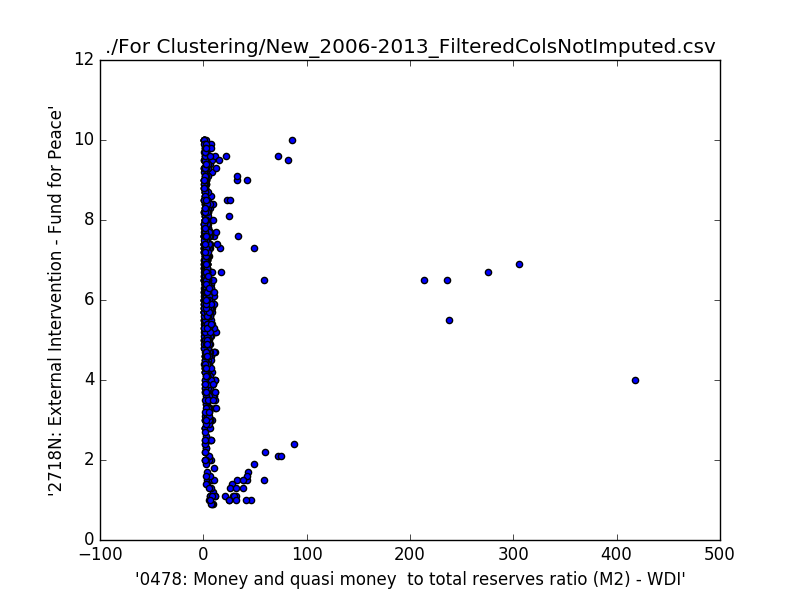 ./For Clustering/New_2006-2013_FilteredColsNotImputed.csv
12
10
8
6
4
2
0
'2718N: External Intervention - Fund for Peace'
−100 0 100 200 300 400 500
'0478: Money and quasi money  to total reserves ratio (M2) - WDI'